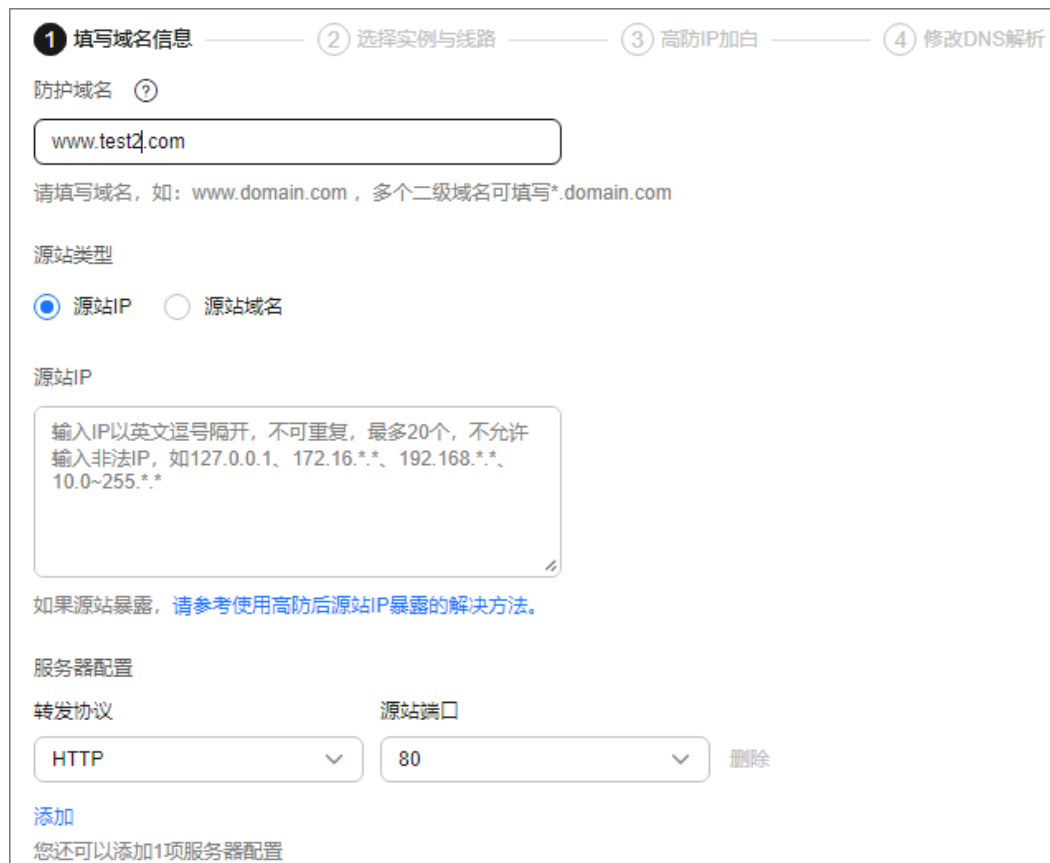 1 填写域名信息 2 选择实例与线路 3 高防IP加白 4 修改DNS解析
防护域名 ?
www.test2.com
请填写域名，如：www.domain.com ，多个二级域名可填写*.domain.com
源站类型
源站IP 源站域名
源站IP
输入IP以英文逗号隔开，不可重复，最多20个，不允许
输入非法IP，如127.0.0.1、172.16.*.*、192.168.*.*、
10.0~255.*.*
如果源站暴露，请参考使用高防后源站IP暴露的解决方法。
服务器配置
转发协议 源站端口
HTTP 80 删除
添加
您还可以添加1项服务器配置